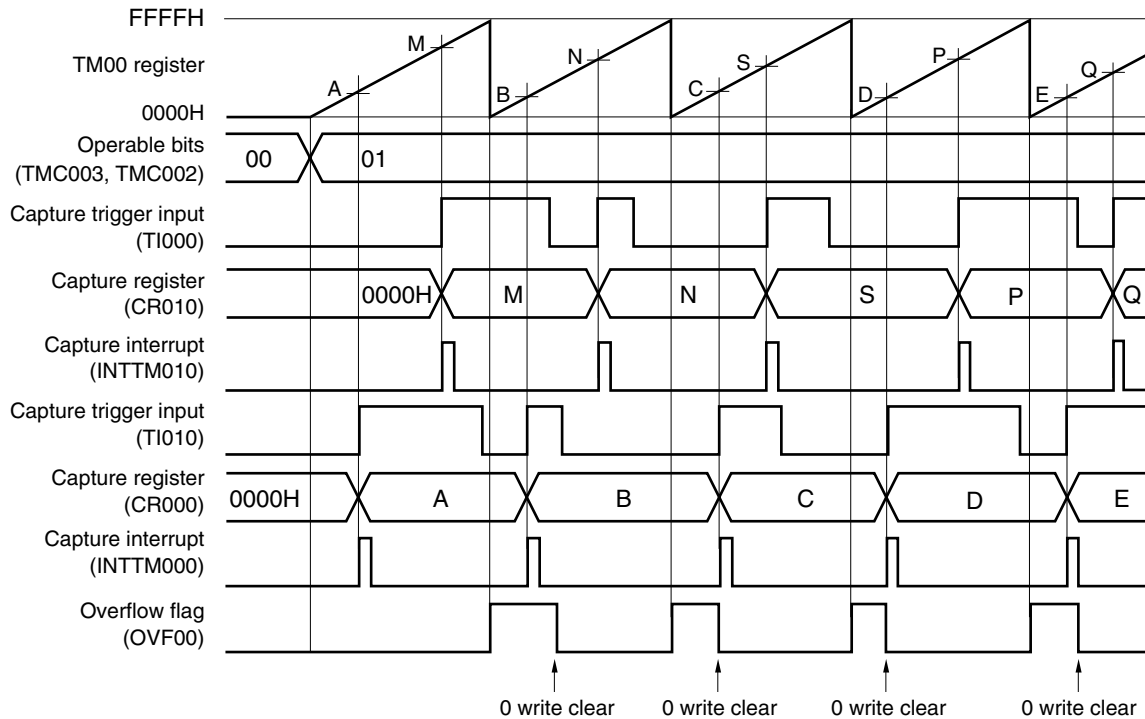 FFFFH
TM00 register
0000H
A M B N C S D P E Q
Operable bits
(TMC003, TMC002)
00 01
Capture trigger input
(TI000)
Capture register
(CR010)
0000H M N S P Q
Capture interrupt
(INTTM010)
Capture trigger input
(TI010)
Capture register
(CR000)
0000H A B C D E
Capture interrupt
(INTTM000)
Overflow flag
(OVF00)
0 write clear 0 write clear 0 write clear 0 write clear